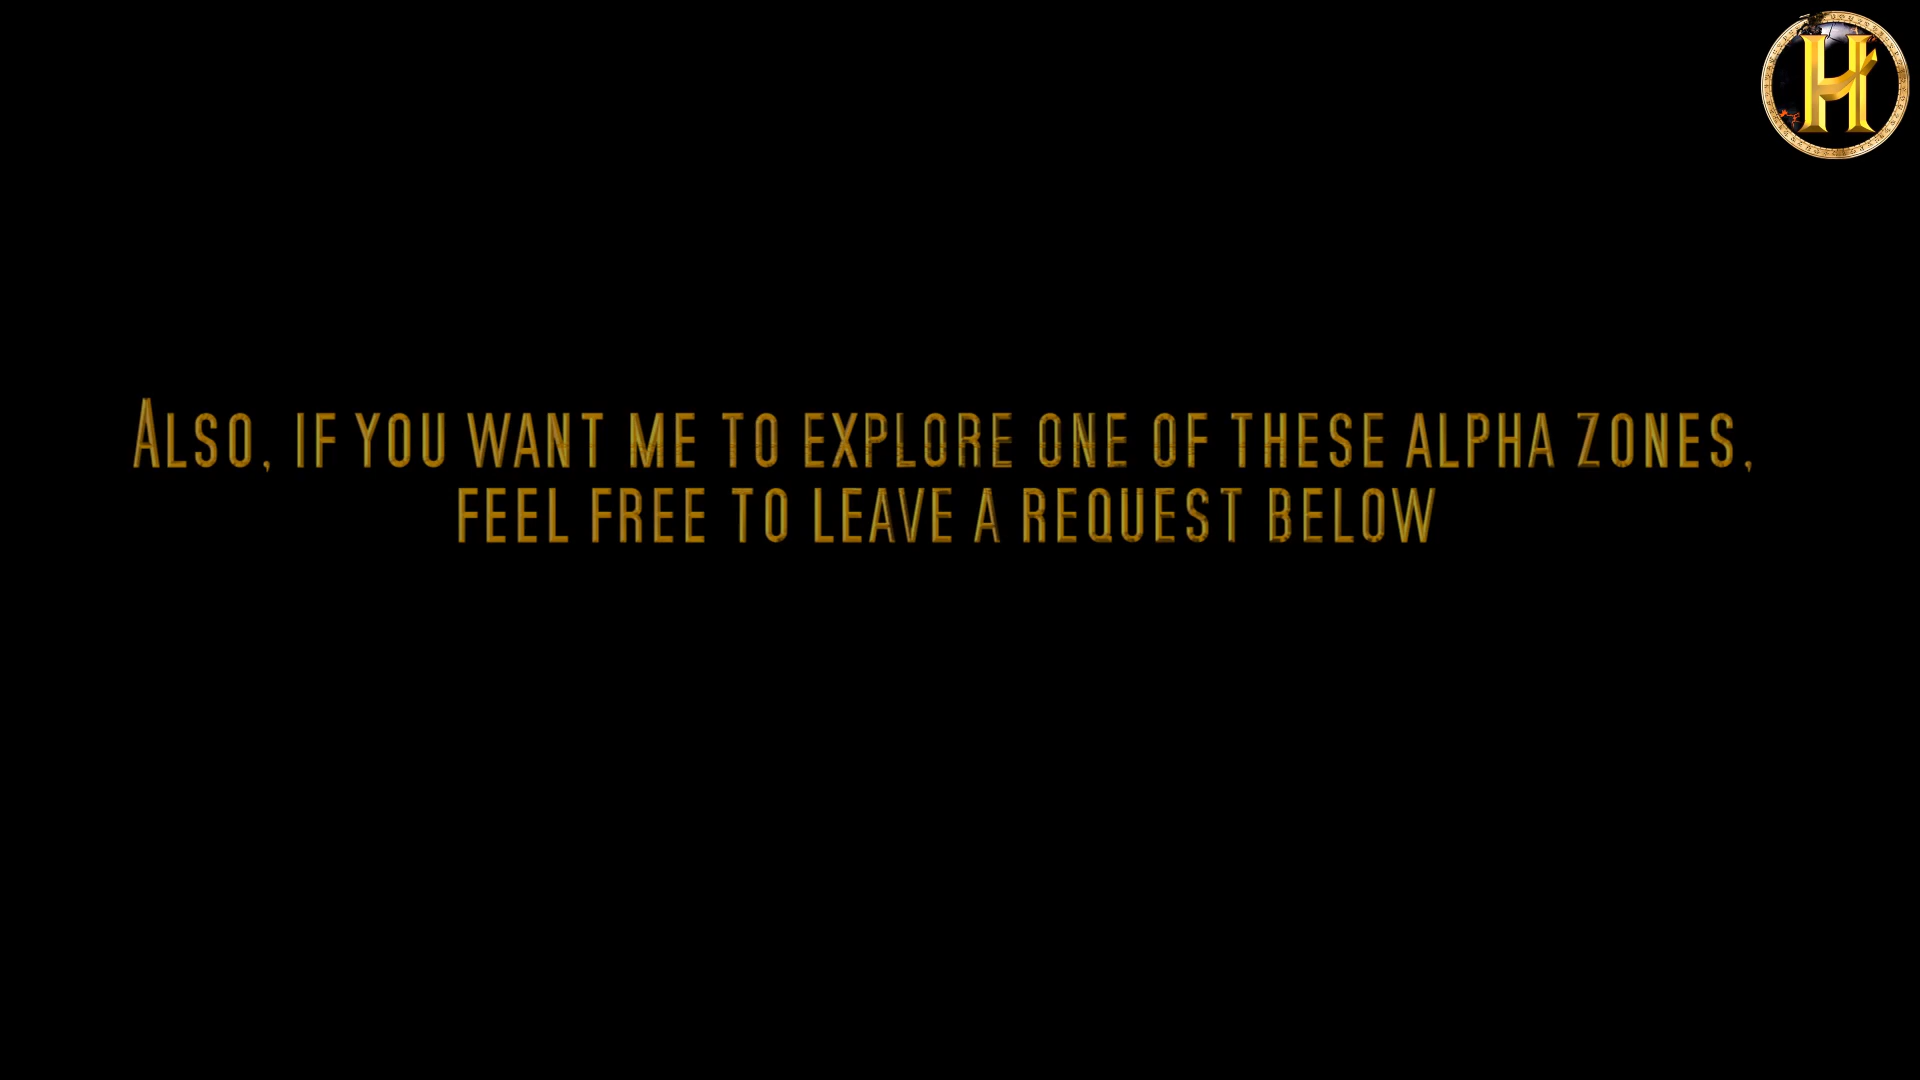 Also, if you want me to explore one of these alpha zones,
feel free to leave a request below
H